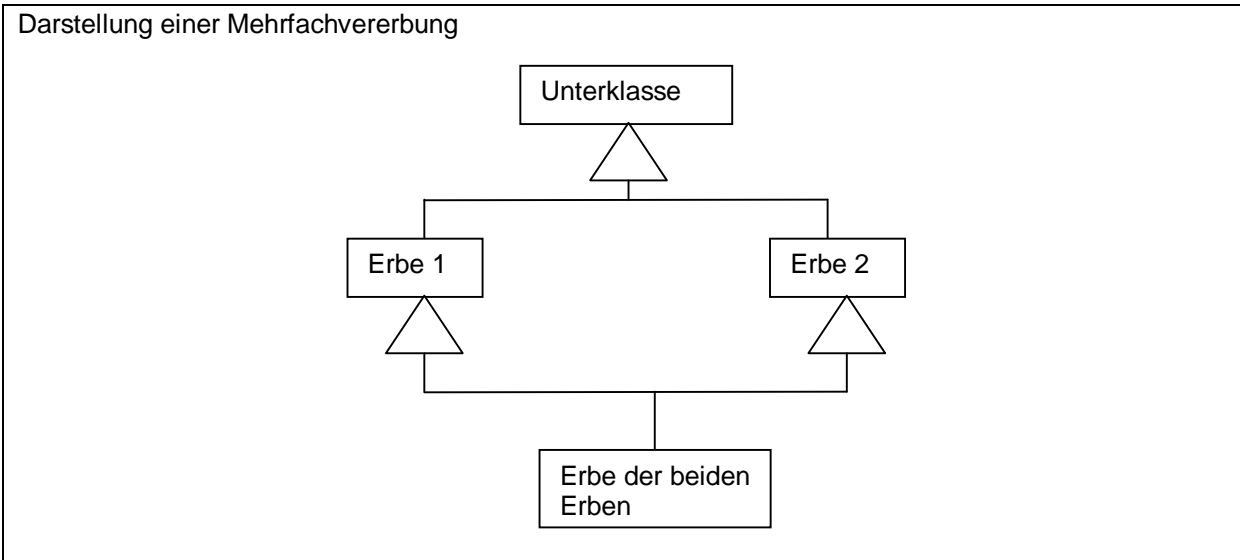 Darstellung einer Mehrfachvererbung
Unterklasse
Erbe 1
Erbe 2
Erbe der beiden
Erben